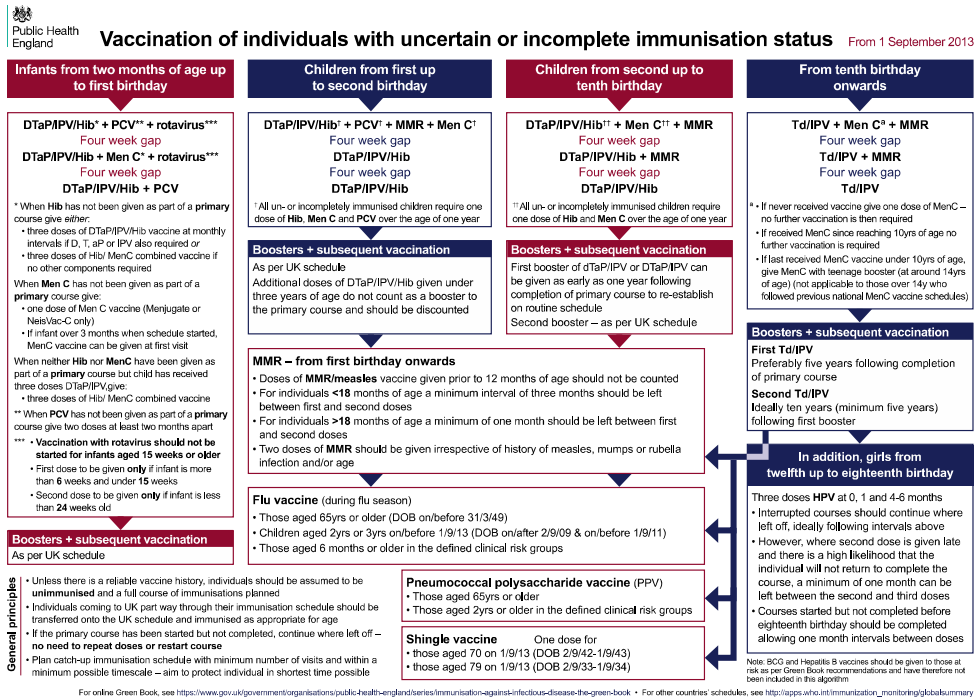 Public Health
England
Vaccination of individuals with uncertain or incomplete immunisation status
From 1 September 2013
Infants from two months of age up
to first birthday
DTaP/IPV/Hib* + PCV** + rotavirus***
Four week gap
DTaP/IPV/Hib + Men C* + rotavirus***
Four week gap
DTaP/IPV/Hib + PCV
* When Hib has not been given as part of a primary
course give either:
• three doses of DTaP/IPV/Hib vaccine at monthly
intervals if D, T, aP or IPV also required or
• three doses of Hib/ MenC combined vaccine if
no other components required
When Men C has not been given as part of a
primary course give:
• one dose of Men C vaccine (Menjugate or
NeisVac-C only)
• If infant over 3 months when schedule started,
MenC vaccine can be given at first visit
When neither Hib nor MenC have been given as
part of a primary course but child has received
three doses DTaP/IPV,give:
• three doses of Hib/ MenC combined vaccine
** When PCV has not been given as part of a primary
course give two doses at least two months apart
*** • Vaccination with rotavirus should not be
started for infants aged 15 weeks or older
• First dose to be given only if infant is more
than 6 weeks and under 15 weeks
• Second dose to be given only if infant is less
than 24 weeks old
Boosters + subsequent vaccination
As per UK schedule
Children from first up
to second birthday
DTaP/IPV/Hib† + PCV† + MMR + Men C†
Four week gap
DTaP/IPV/Hib
Four week gap
DTaP/IPV/Hib
† All un- or incompletely immunised children require one
dose of Hib, Men C and PCV over the age of one year
Boosters + subsequent vaccination
As per UK schedule
Additional doses of DTaP/IPV/Hib given under
three years of age do not count as a booster to
the primary course and should be discounted
Children from second up to
tenth birthday
DTaP/IPV/Hib†† + Men C†† + MMR
Four week gap
DTaP/IPV/Hib + MMR
Four week gap
DTaP/IPV/Hib
†† All un- or incompletely immunised children require
one dose of Hib and Men C over the age of one year
Boosters + subsequent vaccination
First booster of dTaP/IPV or DTaP/IPV can
be given as early as one year following
completion of primary course to re-establish
on routine schedule
Second booster – as per UK schedule
From tenth birthday
onwards
Td/IPV + Men Cª + MMR
Four week gap
Td/IPV + MMR
Four week gap
Td/IPV
ª • If never received vaccine give one dose of MenC –
no further vaccination is then required
• If received MenC since reaching 10yrs of age no
further vaccination is required
• If last received MenC vaccine under 10yrs of age,
give MenC with teenage booster (at around 14yrs
of age) (not applicable to those over 14y who
followed previous national MenC vaccine schedules)
Boosters + subsequent vaccination
First Td/IPV
Preferably five years following completion
of primary course
Second Td/IPV
Ideally ten years (minimum five years)
following first booster
MMR – from first birthday onwards
• Doses of MMR/measles vaccine given prior to 12 months of age should not be counted
• For individuals <18 months of age a minimum interval of three months should be left
between first and second doses
• For individuals >18 months of age a minimum of one month should be left between first
and second doses
• Two doses of MMR should be given irrespective of history of measles, mumps or rubella
infection and/or age
Flu vaccine (during flu season)
• Those aged 65yrs or older (DOB on/before 31/3/49)
• Children aged 2yrs or 3yrs on/before 1/9/13 (DOB on/after 2/9/09 & on/before 1/9/11)
• Those aged 6 months or older in the defined clinical risk groups
In addition, girls from
twelfth up to eighteenth birthday
Three doses HPV at 0, 1 and 4-6 months
• Interrupted courses should continue where
left off, ideally following intervals above
• However, where second dose is given late
and there is a high likelihood that the
individual will not return to complete the
course, a minimum of one month can be
left between the second and third doses
• Courses started but not completed before
eighteenth birthday should be completed
allowing one month intervals between doses
Note: BCG and Hepatitis B vaccines should be given to those at
risk as per Green Book recommendations and have therefore not
been included in this algorithm
General principles
• Unless there is a reliable vaccine history, individuals should be assumed to be
unimmunised and a full course of immunisations planned
• Individuals coming to UK part way through their immunisation schedule should be
transferred onto the UK schedule and immunised as appropriate for age
• If the primary course has been started but not completed, continue where left off –
no need to repeat doses or restart course
• Plan catch-up immunisation schedule with minimum number of visits and within a
minimum possible timescale – aim to protect individual in shortest time possible
Pneumococcal polysaccharide vaccine (PPV)
• Those aged 65yrs or older
• Those aged 2yrs or older in the defined clinical risk groups
Shingle vaccine One dose for
• those aged 70 on 1/9/13 (DOB 2/9/42-1/9/43)
• those aged 79 on 1/9/13 (DOB 2/9/33-1/9/34)
For online Green Book, see https://www.gov.uk/government/organisations/public-health-england/series/immunisation-against-infectious-disease-the-green-book • For other countries' schedules, see http://apps.who.int/immunization_monitoring/globalsummary/